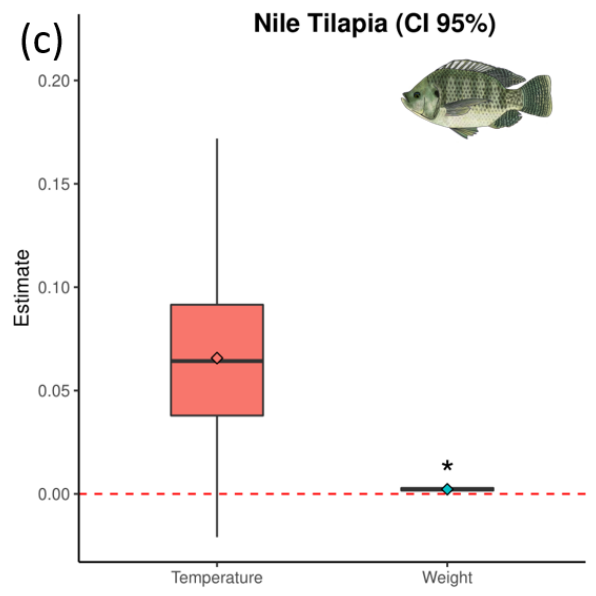 (c)
Nile Tilapia (CI 95%)
Estimate
0.20
0.15
0.10
0.05
0.00
*
Temperature
Weight